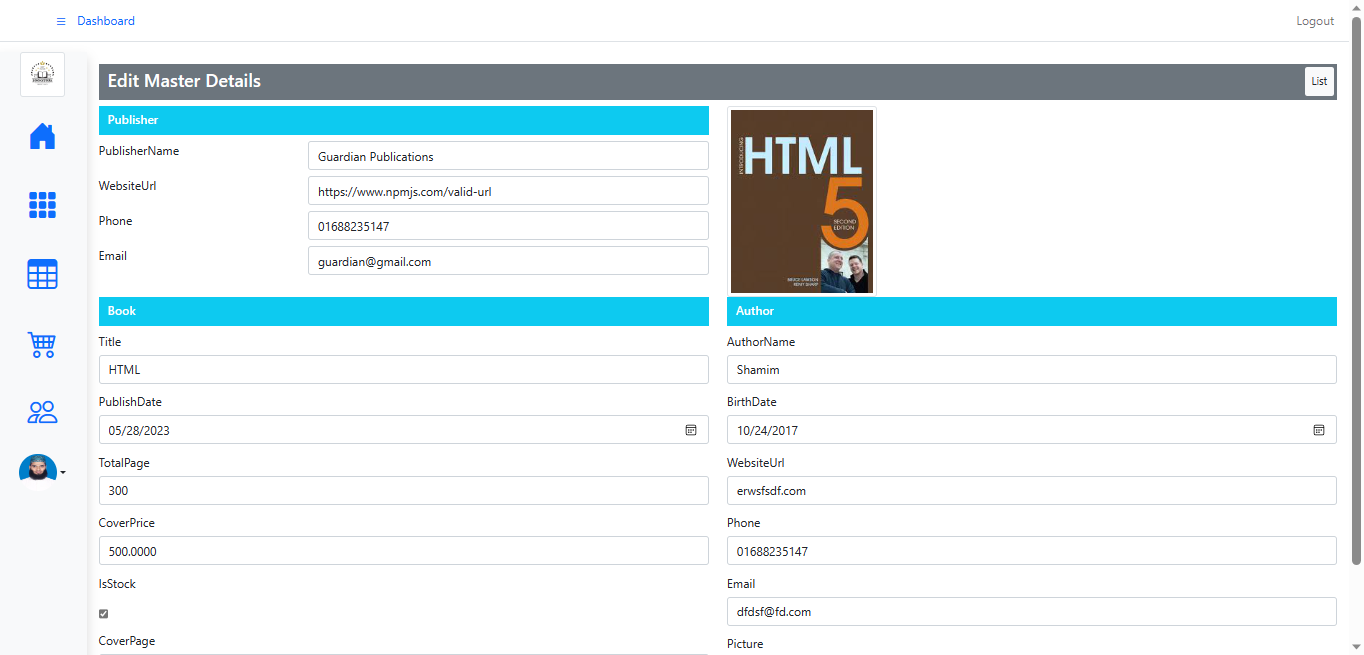 Dashboard
Logout
Edit Master Details
List
Publisher
PublisherName
Guardian Publications
WebsiteUrl
https://www.npmjs.com/valid-url
Phone
01688235147
Email
guardian@gmail.com
INTRODUCING
HTML
5
SECOND
EDITION
BRUCE LAWSON
REMY SHARP
Book
Title
HTML
PublishDate
05/28/2023
TotalPage
300
CoverPrice
500.0000
IsStock
CoverPage
Author
AuthorName
Shamim
BirthDate
10/24/2017
WebsiteUrl
erwsfsdf.com
Phone
01688235147
Email
dfdsf@fd.com
Picture